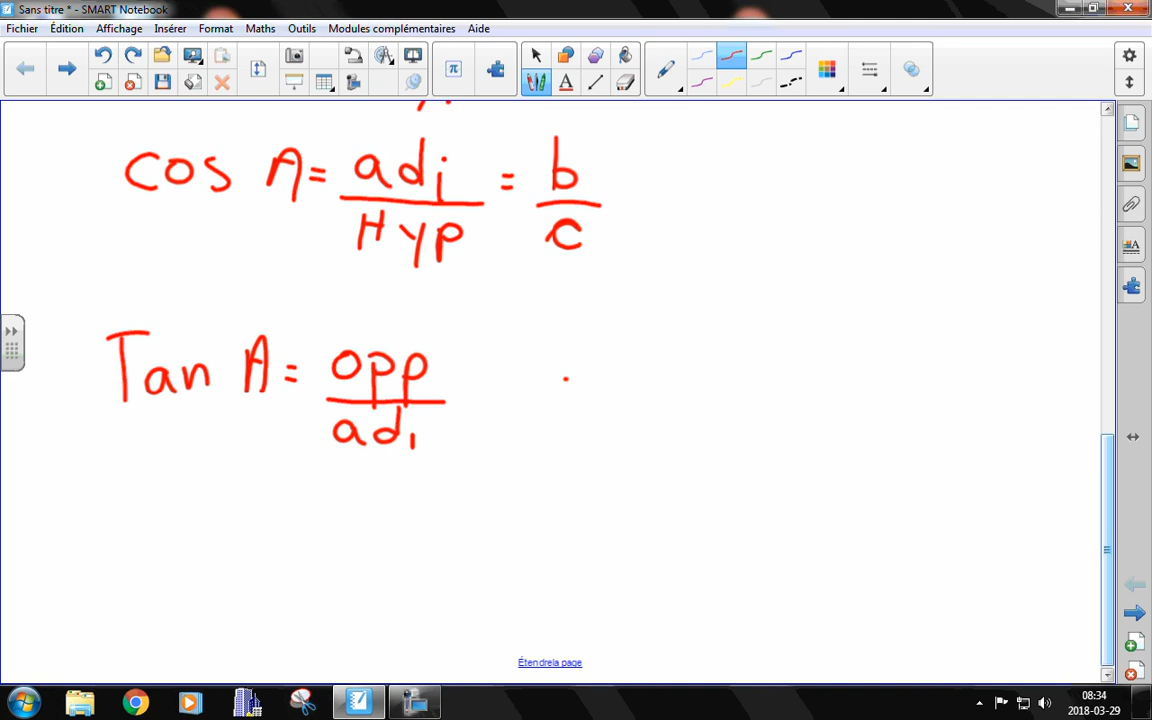 Sans titre * - SMART Notebook
Fichier Édition Affichage Insérer Format Maths Outils Modules complémentaires Aide
cos A = adj = b
Hyp c
Tan A = opp
adj
Étendrela page
08:34
2018-03-29